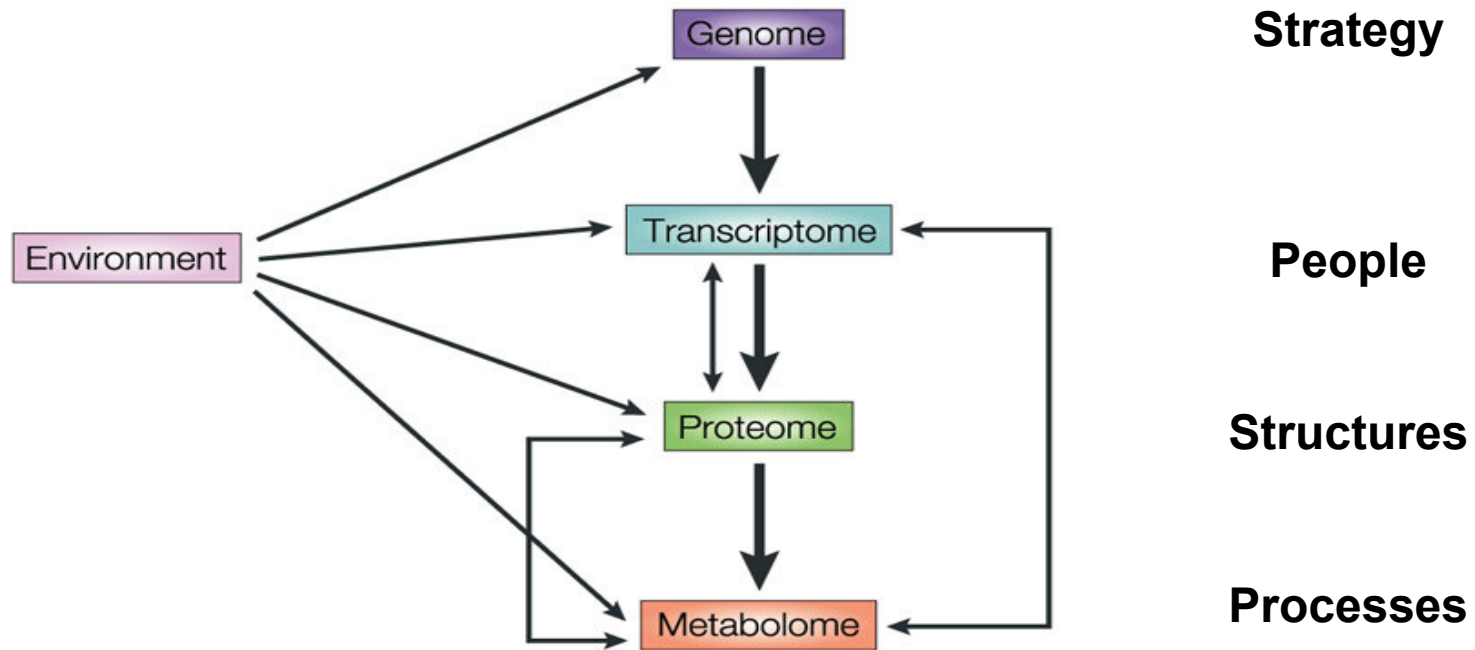 Genome
Strategy
Transcriptome
Environment
People
Proteome
Structures
Metabolome
Processes